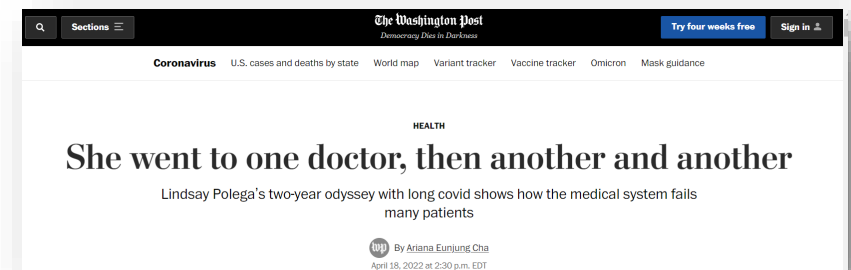 Sections
The Washington Post
Democracy Dies in Darkness
Try four weeks free
Sign in
Coronavirus U.S. cases and deaths by state World map Variant tracker Vaccine tracker Omicron Mask guidance
HEALTH
She went to one doctor, then another and another
Lindsay Polega's two-year odyssey with long covid shows how the medical system fails
many patients
wp By Ariana Eunjung Cha
April 18, 2022 at 2:30 p.m. EDT